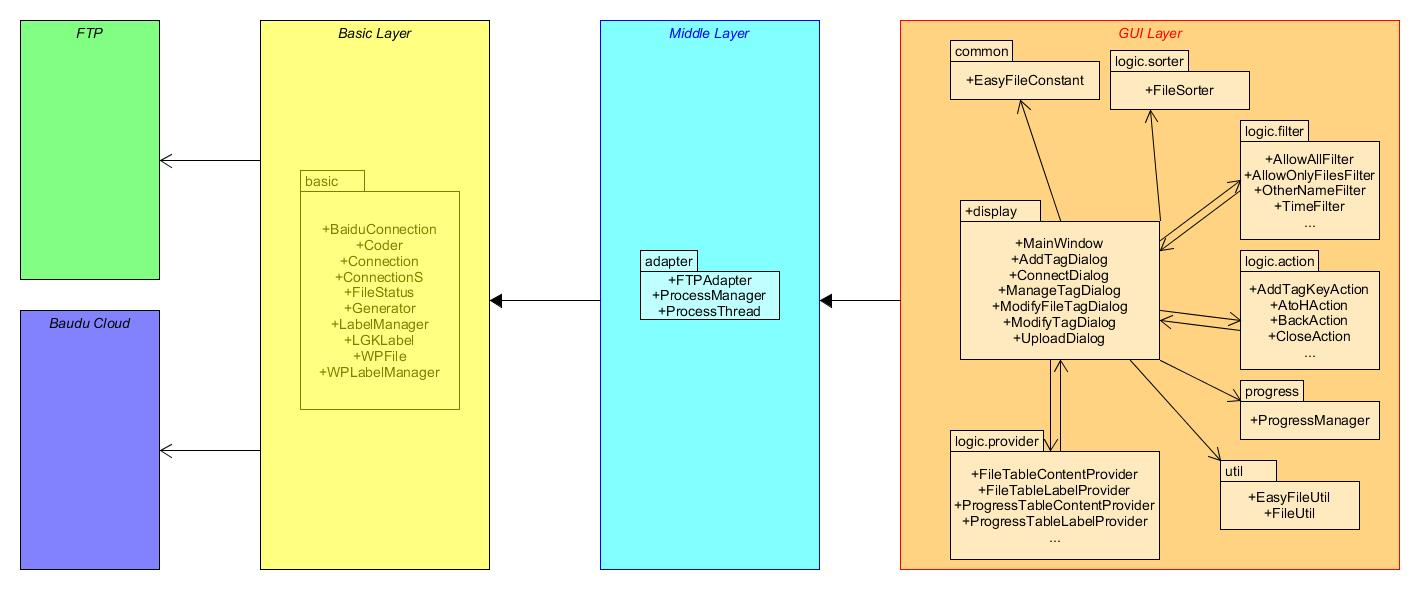 FTP
Baudu Cloud
Basic Layer
basic
+BaiduConnection
+Coder
+Connection
+ConnectionS
+FileStatus
+Generator
+LabelManager
+LGKLabel
+WPFile
+WPLabelManager
Middle Layer
adapter
+FTPAdapter
+ProcessManager
+ProcessThread
GUI Layer
common
+EasyFileConstant
logic.sorter
+FileSorter
logic.filter
+AllowAllFilter
+AllowOnlyFilesFilter
+OtherNameFilter
+TimeFilter
...
+display
+MainWindow
+AddTagDialog
+ConnectDialog
+ManageTagDialog
+ModifyFileTagDialog
+ModifyTagDialog
+UploadDialog
logic.action
+AddTagKeyAction
+AtoHAction
+BackAction
+CloseAction
...
progress
+ProgressManager
logic.provider
+FileTableContentProvider
+FileTableLabelProvider
+ProgressTableContentProvider
+ProgressTableLabelProvider
...
util
+EasyFileUtil
+FileUtil